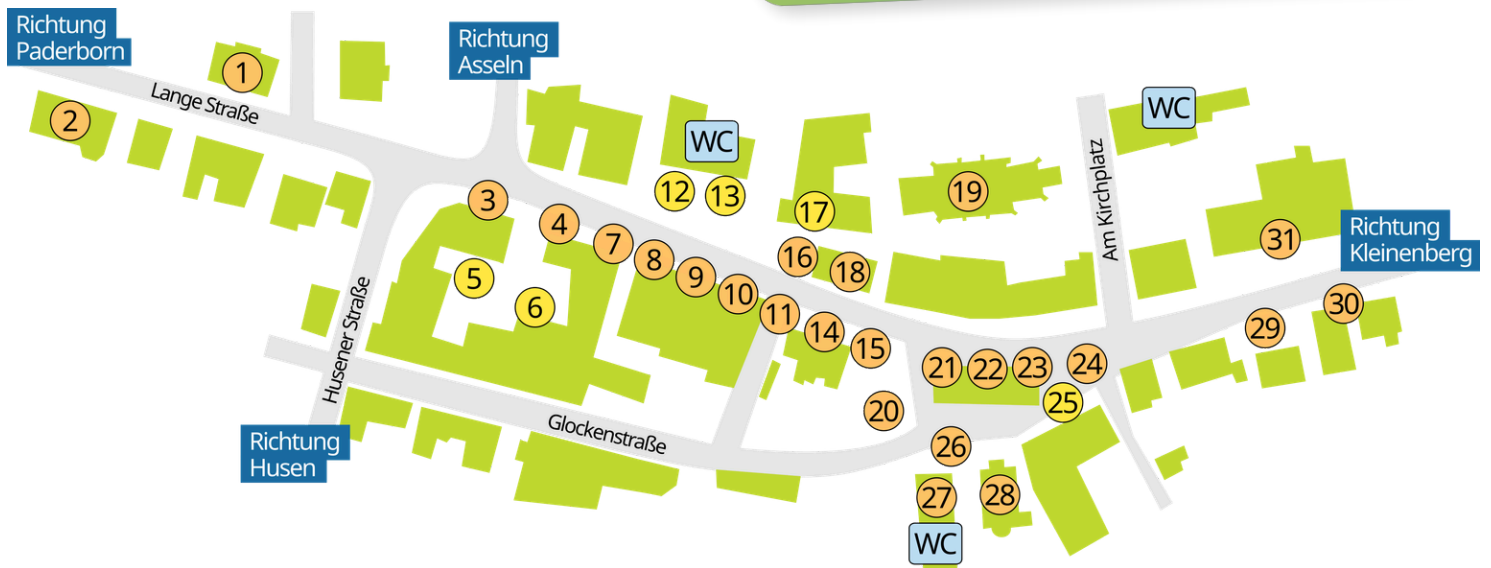 Richtung
Paderborn
Richtung
Asseln
1
2
Lange Straße
WC
WC
12
13
17
19
Am Kirchplatz
3
4
7
8
9
10
11
14
15
16
18
5
6
31
Richtung
Kleinenberg
30
29
Husener Straße
21
22
23
24
25
20
Glockenstraße
Richtung
Husen
26
27
28
WC